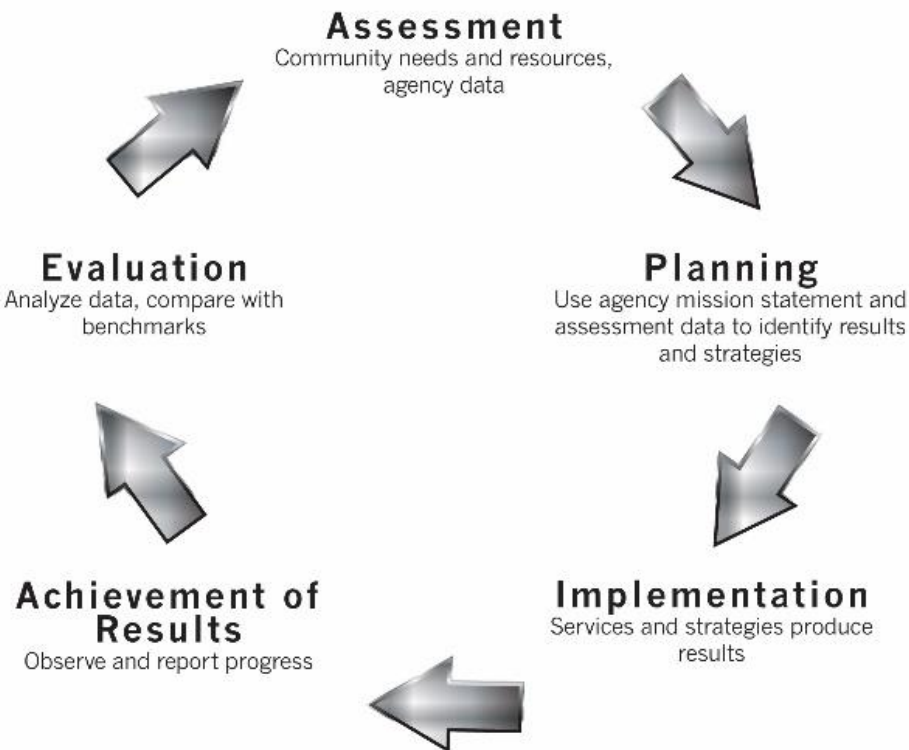 Assessment
Community needs and resources,
agency data
Planning
Use agency mission statement and
assessment data to identify results
and strategies
Implementation
Services and strategies produce
results
Achievement of
Results
Observe and report progress
Evaluation
Analyze data, compare with
benchmarks